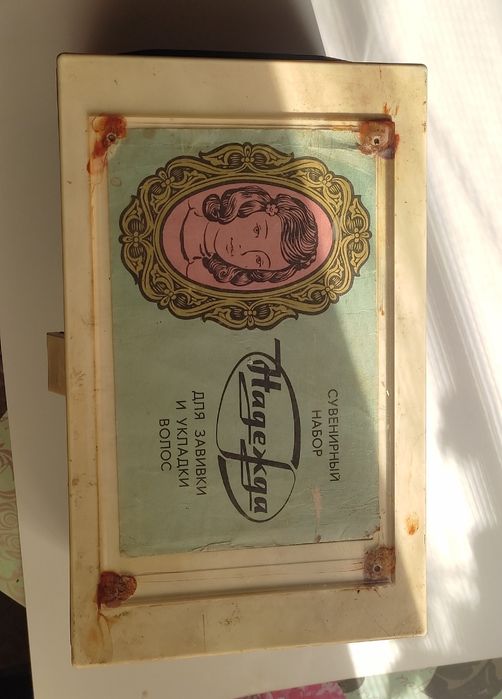 СУВЕНИРНЫЙ
НАБОР
Надежда
ДЛЯ ЗАВИВКИ
И УКЛАДКИ
ВОЛОС